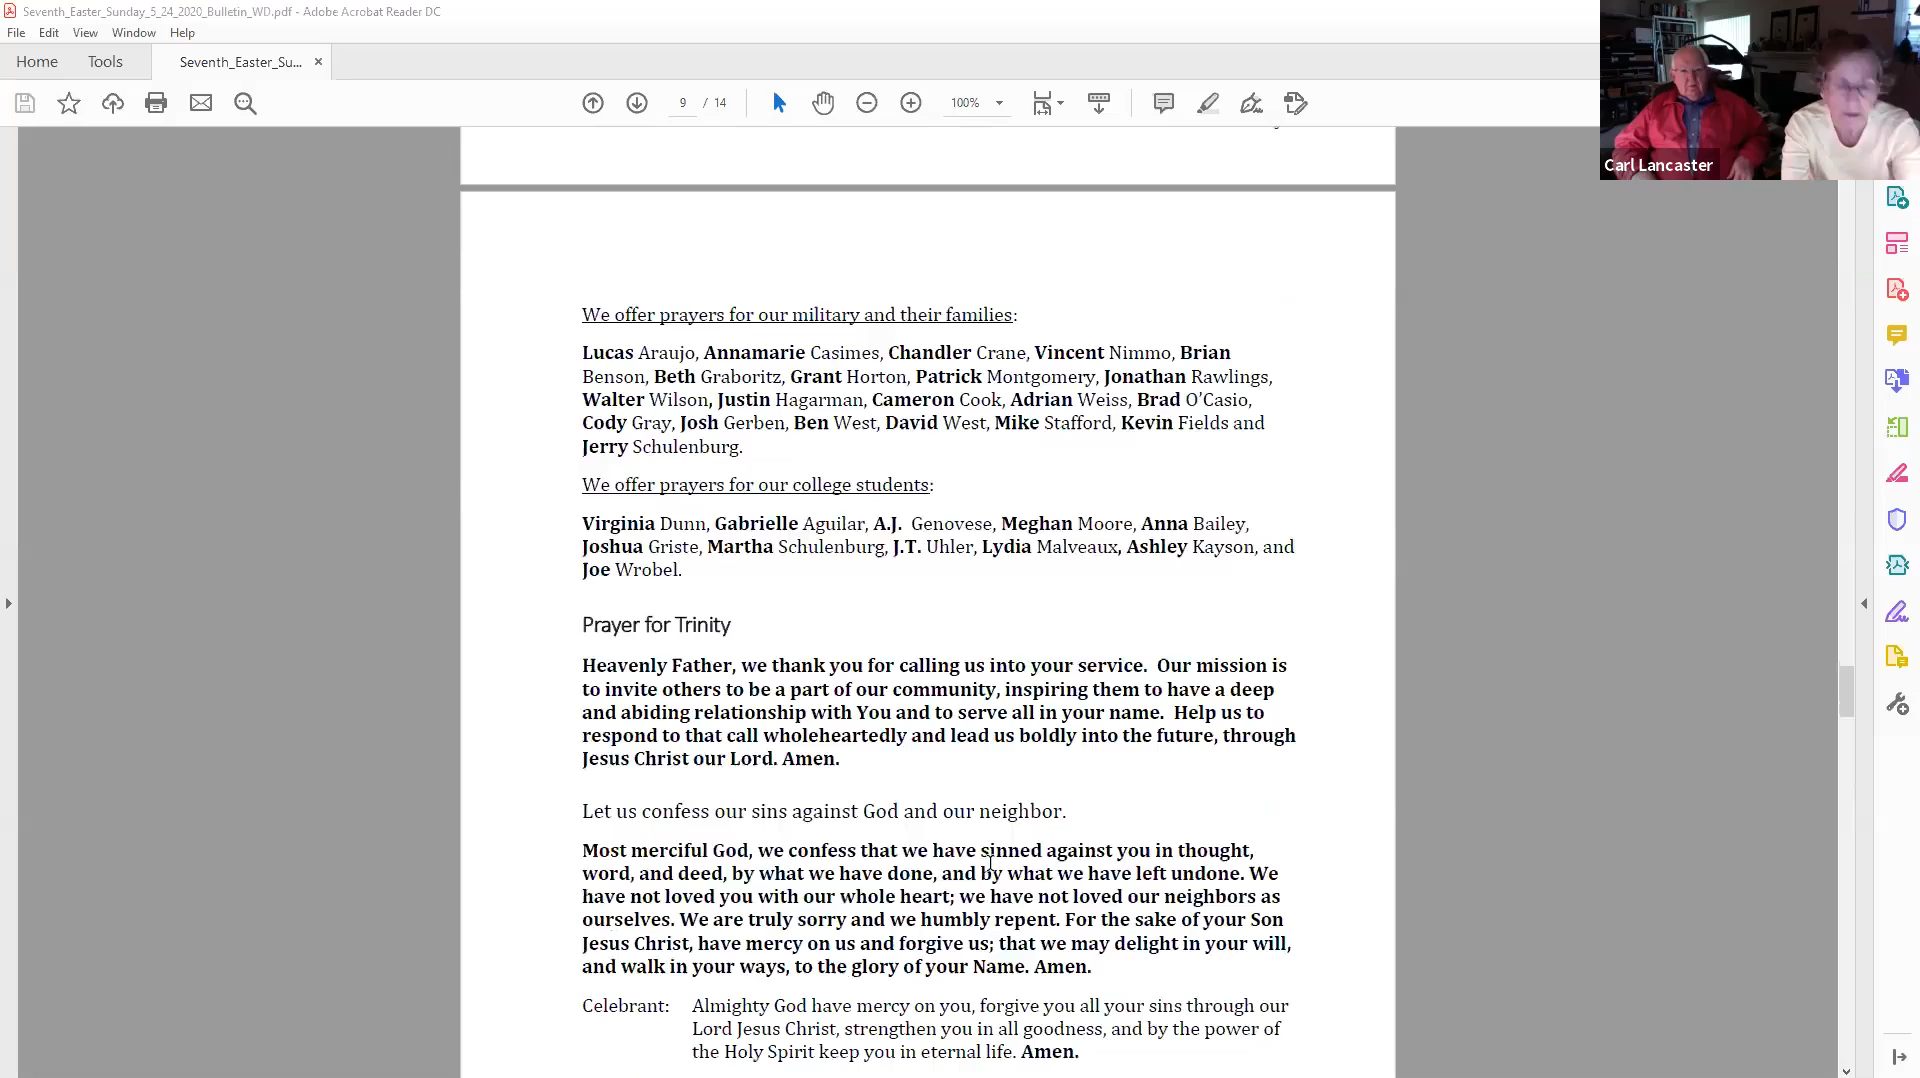 Seventh_Easter_Sunday_5_24_2020_Bulletin_WD.pdf - Adobe Acrobat Reader DC
File Edit View Window Help
Home Tools Seventh_Easter_Su... ×
9 / 14 100%
Carl Lancaster
We offer prayers for our military and their families:
Lucas Araujo, Annamarie Casimes, Chandler Crane, Vincent Nimmo, Brian
Benson, Beth Graboritz, Grant Horton, Patrick Montgomery, Jonathan Rawlings,
Walter Wilson, Justin Hagarman, Cameron Cook, Adrian Weiss, Brad O’Casio,
Cody Gray, Josh Gerben, Ben West, David West, Mike Stafford, Kevin Fields and
Jerry Schulenburg.
We offer prayers for our college students:
Virginia Dunn, Gabrielle Aguilar, A.J. Genovese, Meghan Moore, Anna Bailey,
Joshua Griste, Martha Schulenburg, J.T. Uhler, Lydia Malveaux, Ashley Kayson, and
Joe Wrobel.
Prayer for Trinity
Heavenly Father, we thank you for calling us into your service. Our mission is
to invite others to be a part of our community, inspiring them to have a deep
and abiding relationship with You and to serve all in your name. Help us to
respond to that call wholeheartedly and lead us boldly into the future, through
Jesus Christ our Lord. Amen.
Let us confess our sins against God and our neighbor.
Most merciful God, we confess that we have sinned against you in thought,
word, and deed, by what we have done, and by what we have left undone. We
have not loved you with our whole heart; we have not loved our neighbors as
ourselves. We are truly sorry and we humbly repent. For the sake of your Son
Jesus Christ, have mercy on us and forgive us; that we may delight in your will,
and walk in your ways, to the glory of your Name. Amen.
Celebrant: Almighty God have mercy on you, forgive you all your sins through our
Lord Jesus Christ, strengthen you in all goodness, and by the power of
the Holy Spirit keep you in eternal life. Amen.